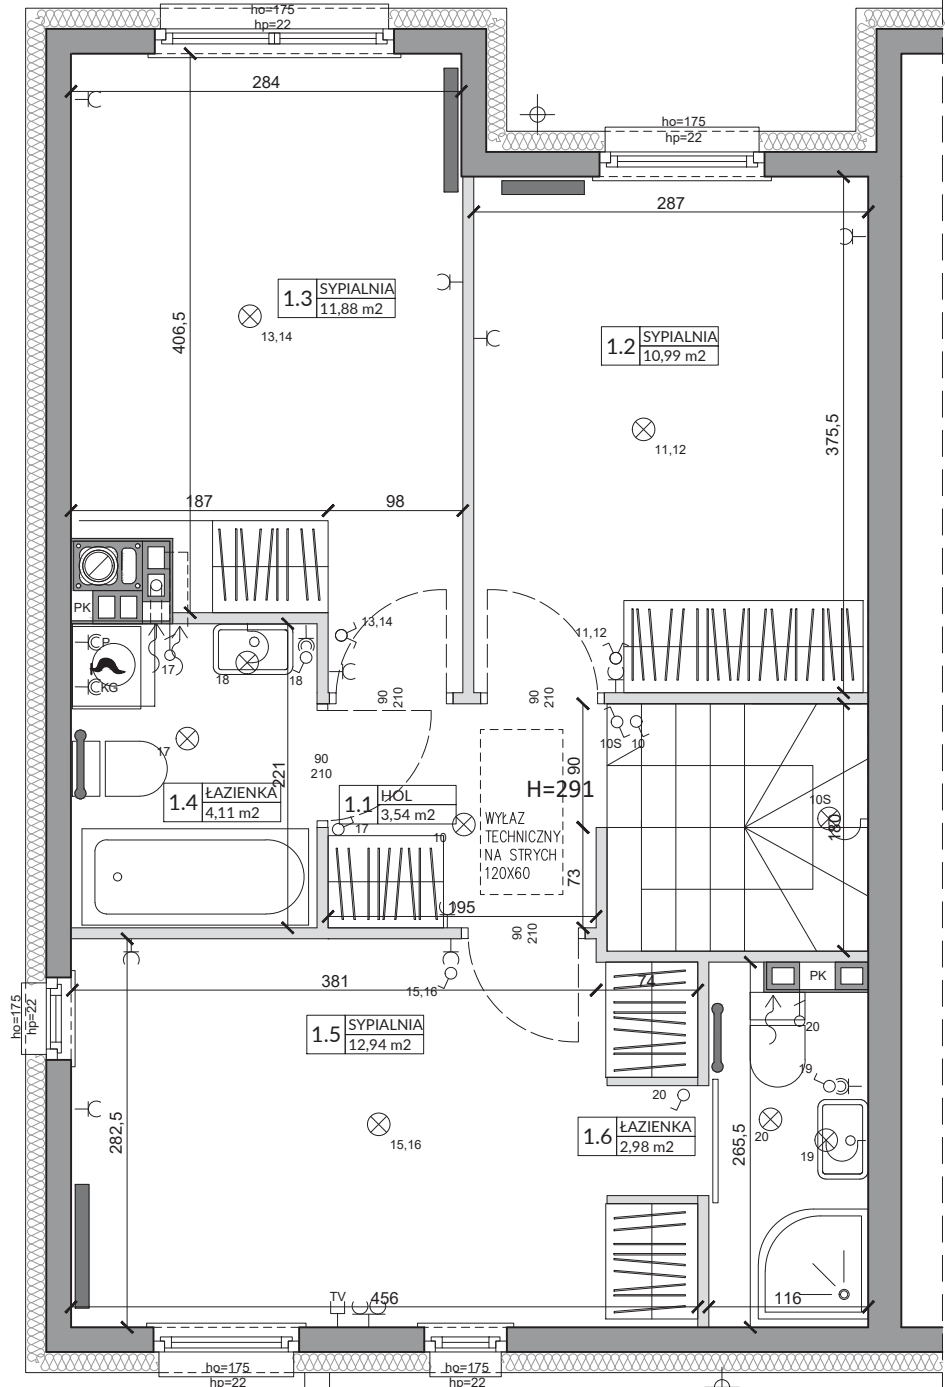 ho=175
hp=22
284
ho=175
hp=22
287
1.3
SYPIALNIA
11,88 m2
13,14
406,5
1.2
SYPIALNIA
10,99 m2
11,12
375,5
187
98
PK
13,14
11,12
P
KG
17
18
18
90
210
90
210
10S
10
17
90
210
221
90
H=291
1.4
ŁAZIENKA
4,11 m2
1.1
HOL
3,54 m2
17
10
WYŁAZ
TECHNICZNY
NA STRYCH
120X60
10S
180
73
195
90
210
381
74
PK
15,16
ho=175
hp=22
1.5
SYPIALNIA
12,94 m2
20
19
20
282,5
15,16
1.6
ŁAZIENKA
2,98 m2
265,5
20
19
TV
456
116
ho=175
hp=22
ho=175
hp=22